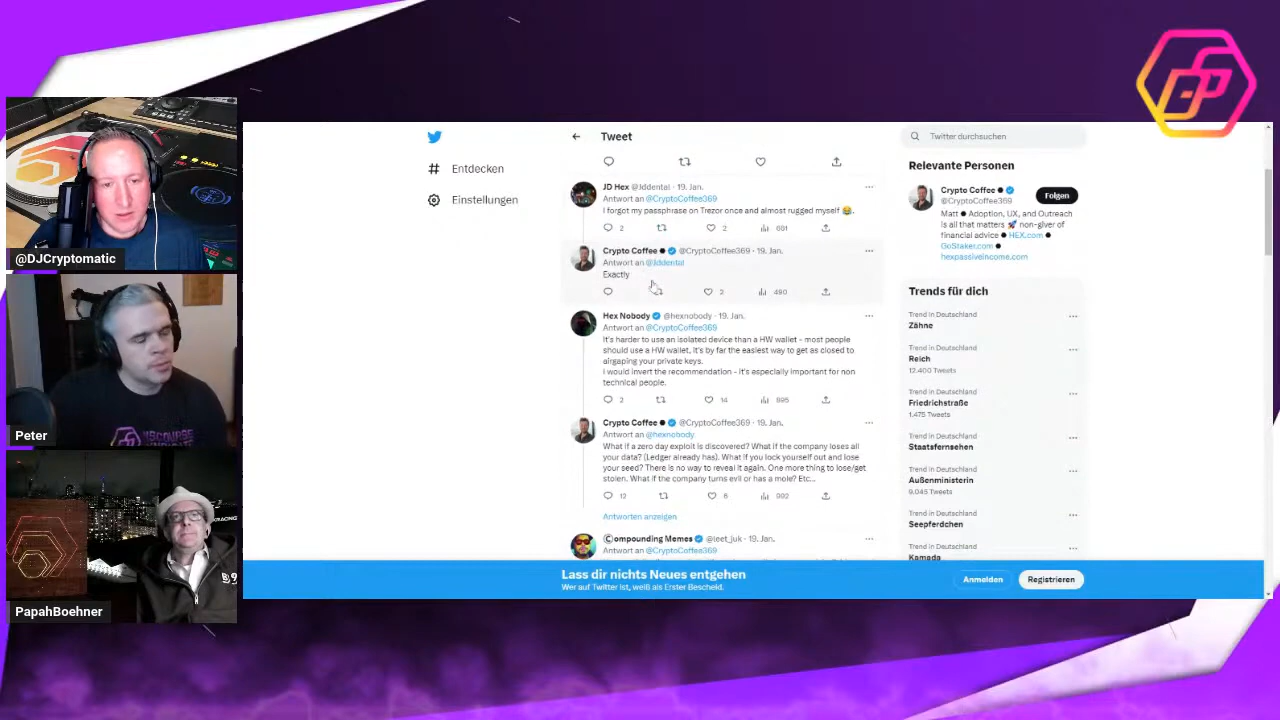 @DJCryptomatic
Peter
PapahBoehner
Entdecken
Einstellungen
Tweet
JD Hex @Jddental · 19. Jan.
Antwort an @CryptoCoffee369
I forgot my passphrase on Trezor once and almost rugged myself 😂.
2 2 691
Crypto Coffee @CryptoCoffee369 · 19. Jan.
Antwort an @Jddental
Exactly
2 490
Hex Nobody @hexnobody · 19. Jan.
Antwort an @CryptoCoffee369
It's harder to use an isolated device than a HW wallet - most people
should use a HW wallet, it's by far the easiest way to get as closed to
airgaping your private keys.
I would invert the recommendation - it's especially important for non
technical people.
2 14 895
Crypto Coffee @CryptoCoffee369 · 19. Jan.
Antwort an @hexnobody
What if a zero day exploit is discovered? What if the company loses all
your data? (Ledger already has). What if you lock yourself out and lose
your seed? There is no way to reveal it again. One more thing to lose/get
stolen. What if the company turns evil or has a mole? Etc...
12 6 992
Antworten anzeigen
Ⓒompounding Memes @leet_juk · 19. Jan.
Antwort an @CryptoCoffee369
Twitter durchsuchen
Relevante Personen
Crypto Coffee
@CryptoCoffee369
Folgen
Matt ● Adoption, UX, and Outreach
is all that matters 🚀 non-giver of
financial advice ● HEX.com ●
GoStaker.com ●
hexpassiveincome.com
Trends für dich
Trend in Deutschland
Zähne
Trend in Deutschland
Reich
12.400 Tweets
Trend in Deutschland
Friedrichstraße
1.475 Tweets
Trend in Deutschland
Staatsfernsehen
Trend in Deutschland
Außenministerin
9.045 Tweets
Trend in Deutschland
Seepferdchen
Trend in Deutschland
Kamada
Lass dir nichts Neues entgehen
Wer auf Twitter ist, weiß als Erster Bescheid.
Anmelden
Registrieren